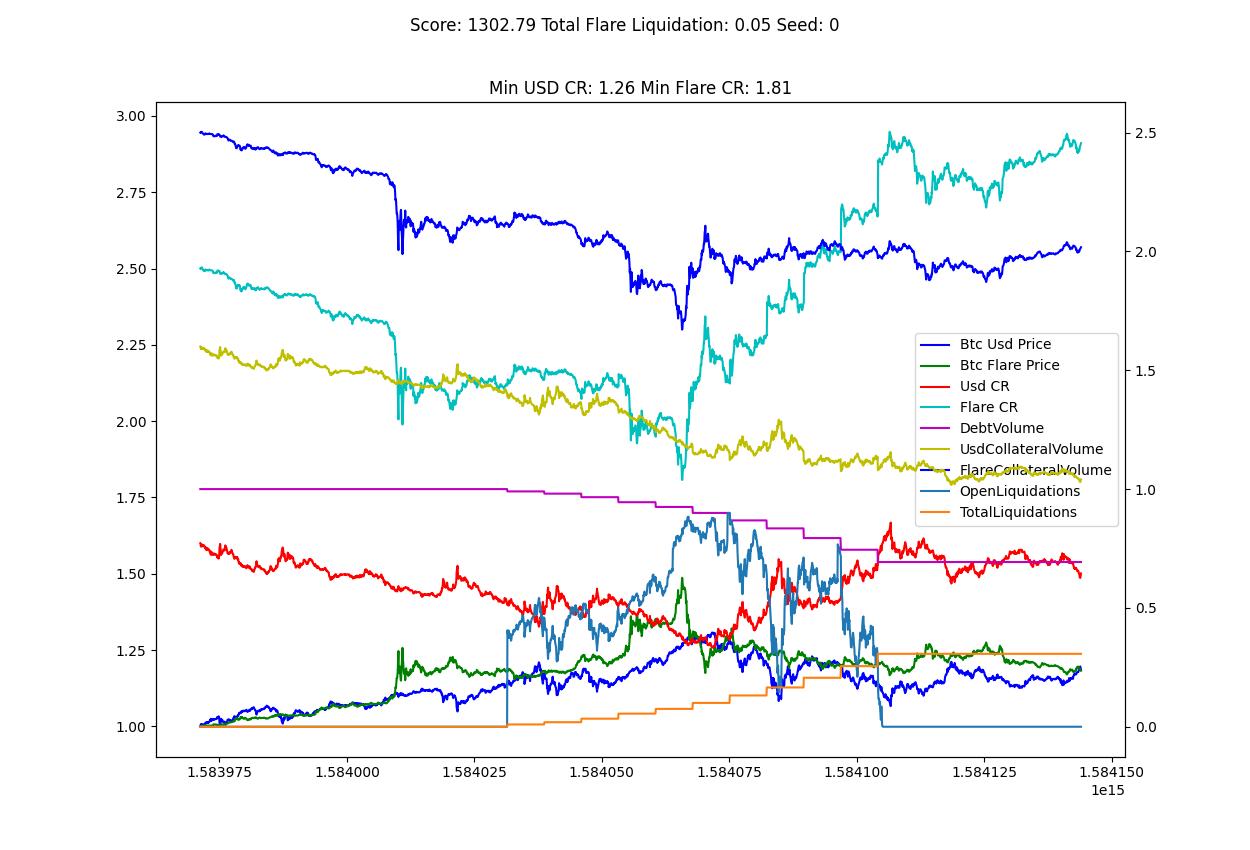 Score: 1302.79 Total Flare Liquidation: 0.05 Seed: 0
Min USD CR: 1.26 Min Flare CR: 1.81
3.00
2.75
2.50
2.25
2.00
1.75
1.50
1.25
1.00
2.5
2.0
1.5
1.0
0.5
0.0
Btc Usd Price
Btc Flare Price
Usd CR
Flare CR
DebtVolume
UsdCollateralVolume
FlareCollateralVolume
OpenLiquidations
TotalLiquidations
1.583975 1.584000 1.584025 1.584050 1.584075 1.584100 1.584125 1.584150
1e15